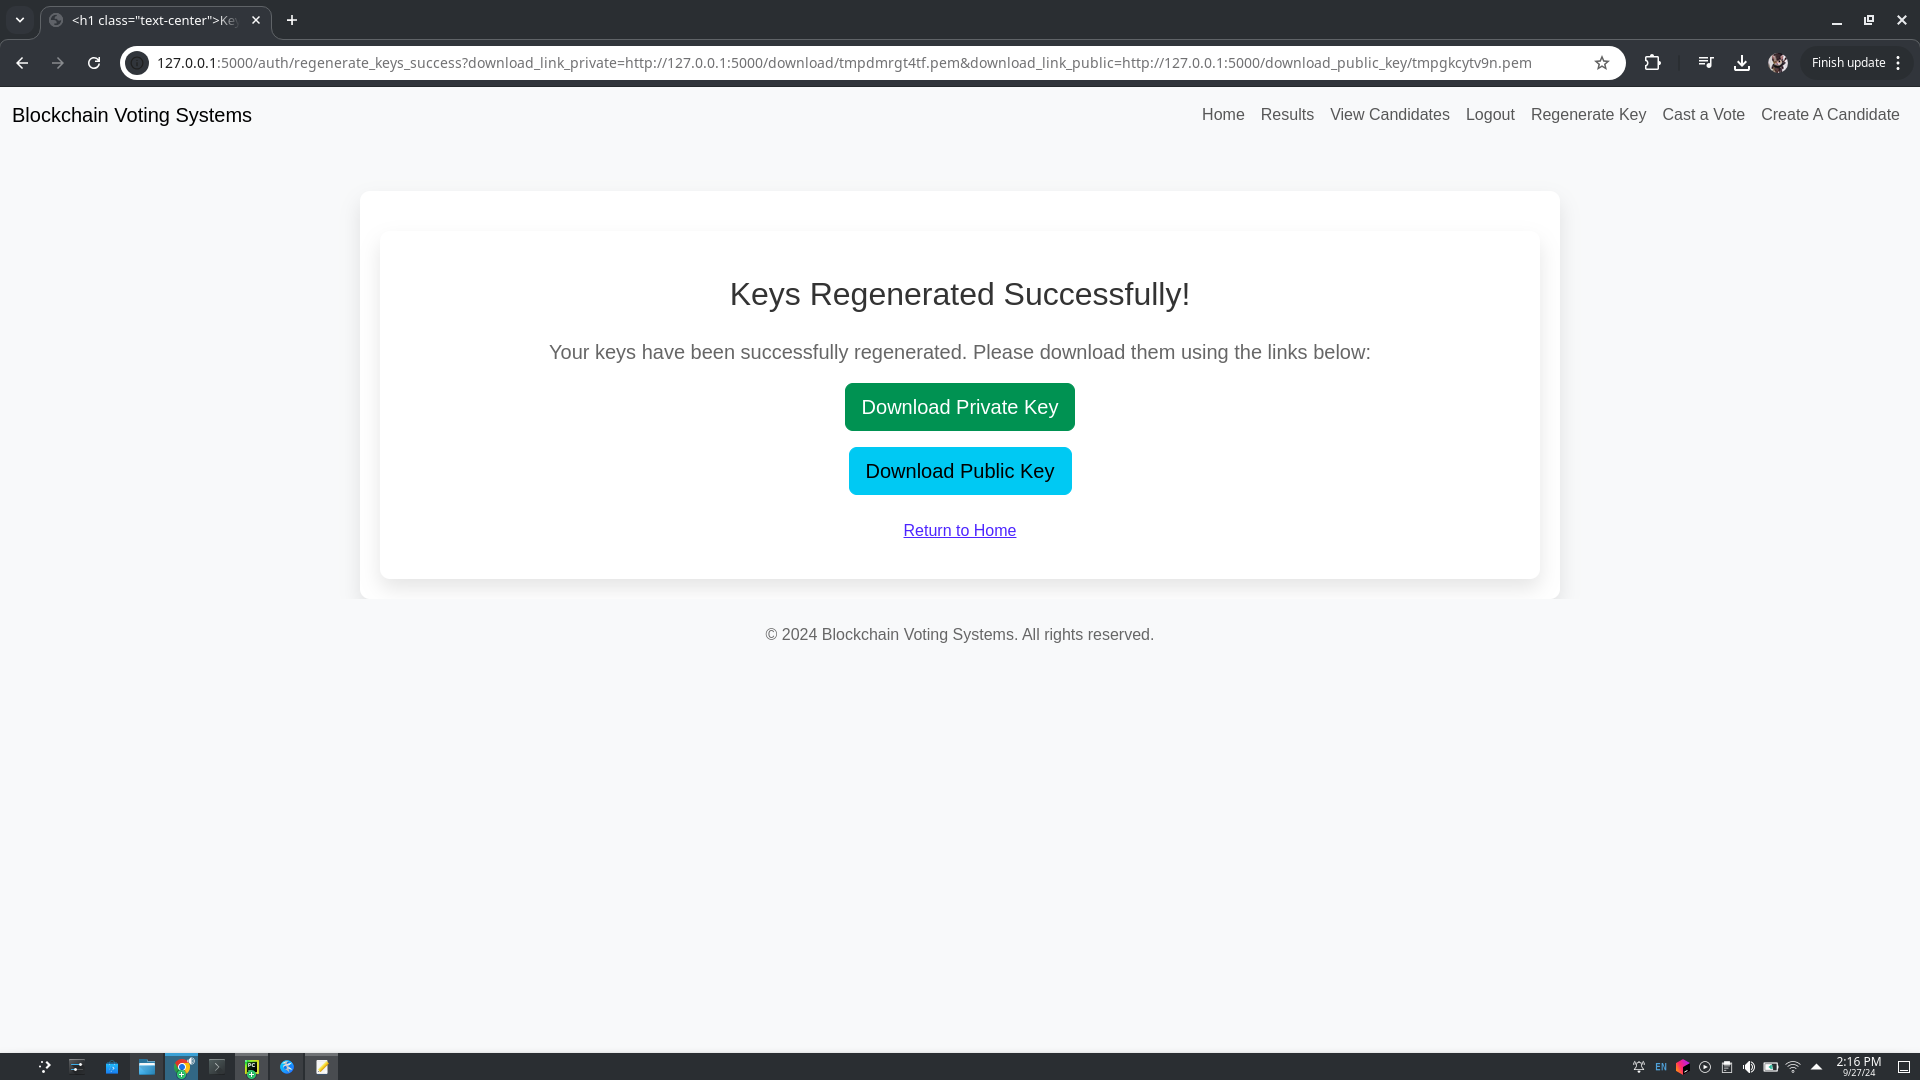 <h1 class="text-center">Key
127.0.0.1:5000/auth/regenerate_keys_success?download_link_private=http://127.0.0.1:5000/download/tmpdmrgt4tf.pem&download_link_public=http://127.0.0.1:5000/download_public_key/tmpgkcytv9n.pem
Finish update
Blockchain Voting Systems
Home Results View Candidates Logout Regenerate Key Cast a Vote Create A Candidate
Keys Regenerated Successfully!
Your keys have been successfully regenerated. Please download them using the links below:
Download Private Key
Download Public Key
Return to Home
© 2024 Blockchain Voting Systems. All rights reserved.
PC
EN
2:16 PM
9/27/24